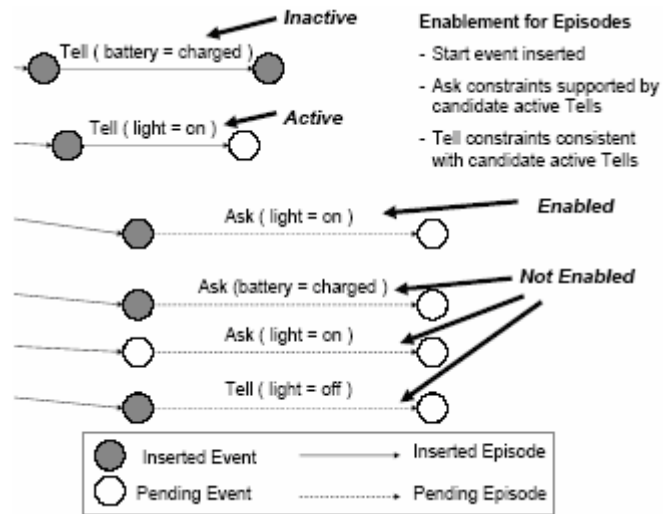 Inactive
Tell ( battery = charged )
Tell ( light = on )
Active
Enablement for Episodes
- Start event inserted
- Ask constraints supported by
candidate active Tells
- Tell constraints consistent
with candidate active Tells
Ask ( light = on )
Enabled
Ask (battery = charged )
Not Enabled
Ask ( light = on )
Tell ( light = off )
Inserted Event
Inserted Episode
Pending Event
Pending Episode